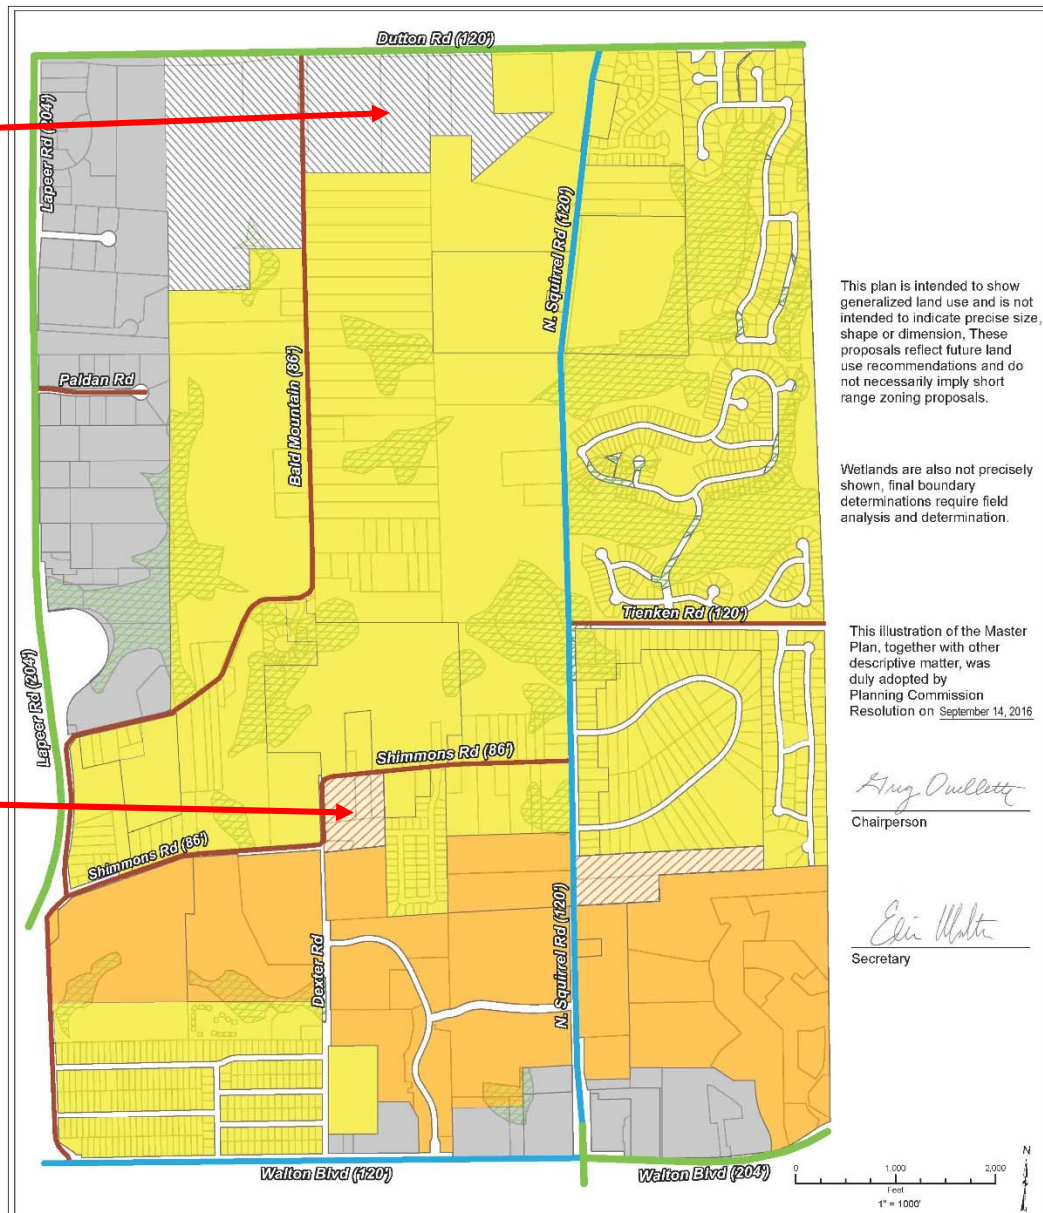 Dutton Rd (120')
Lapeer Rd (204')
N. Squirrel Rd (120')
Bald Mountain (86')
Paldan Rd
This plan is intended to show
generalized land use and is not
intended to indicate precise size,
shape or dimension, These
proposals reflect future land
use recommendations and do
not necessarily imply short
range zoning proposals.
Wetlands are also not precisely
shown, final boundary
determinations require field
analysis and determination.
Tienken Rd (120')
This illustration of the Master
Plan, together with other
descriptive matter, was
duly adopted by
Planning Commission
Resolution on September 14, 2016
Lapeer Rd (204')
Shimmons Rd (86')
Greg Ouellette
Chairperson
Shimmons Rd (86')
Secretary
Dexter Rd
N. Squirrel Rd (120')
Walton Blvd (120')
Walton Blvd (204')
N
0 1,000 2,000
Feet
1" = 1000'